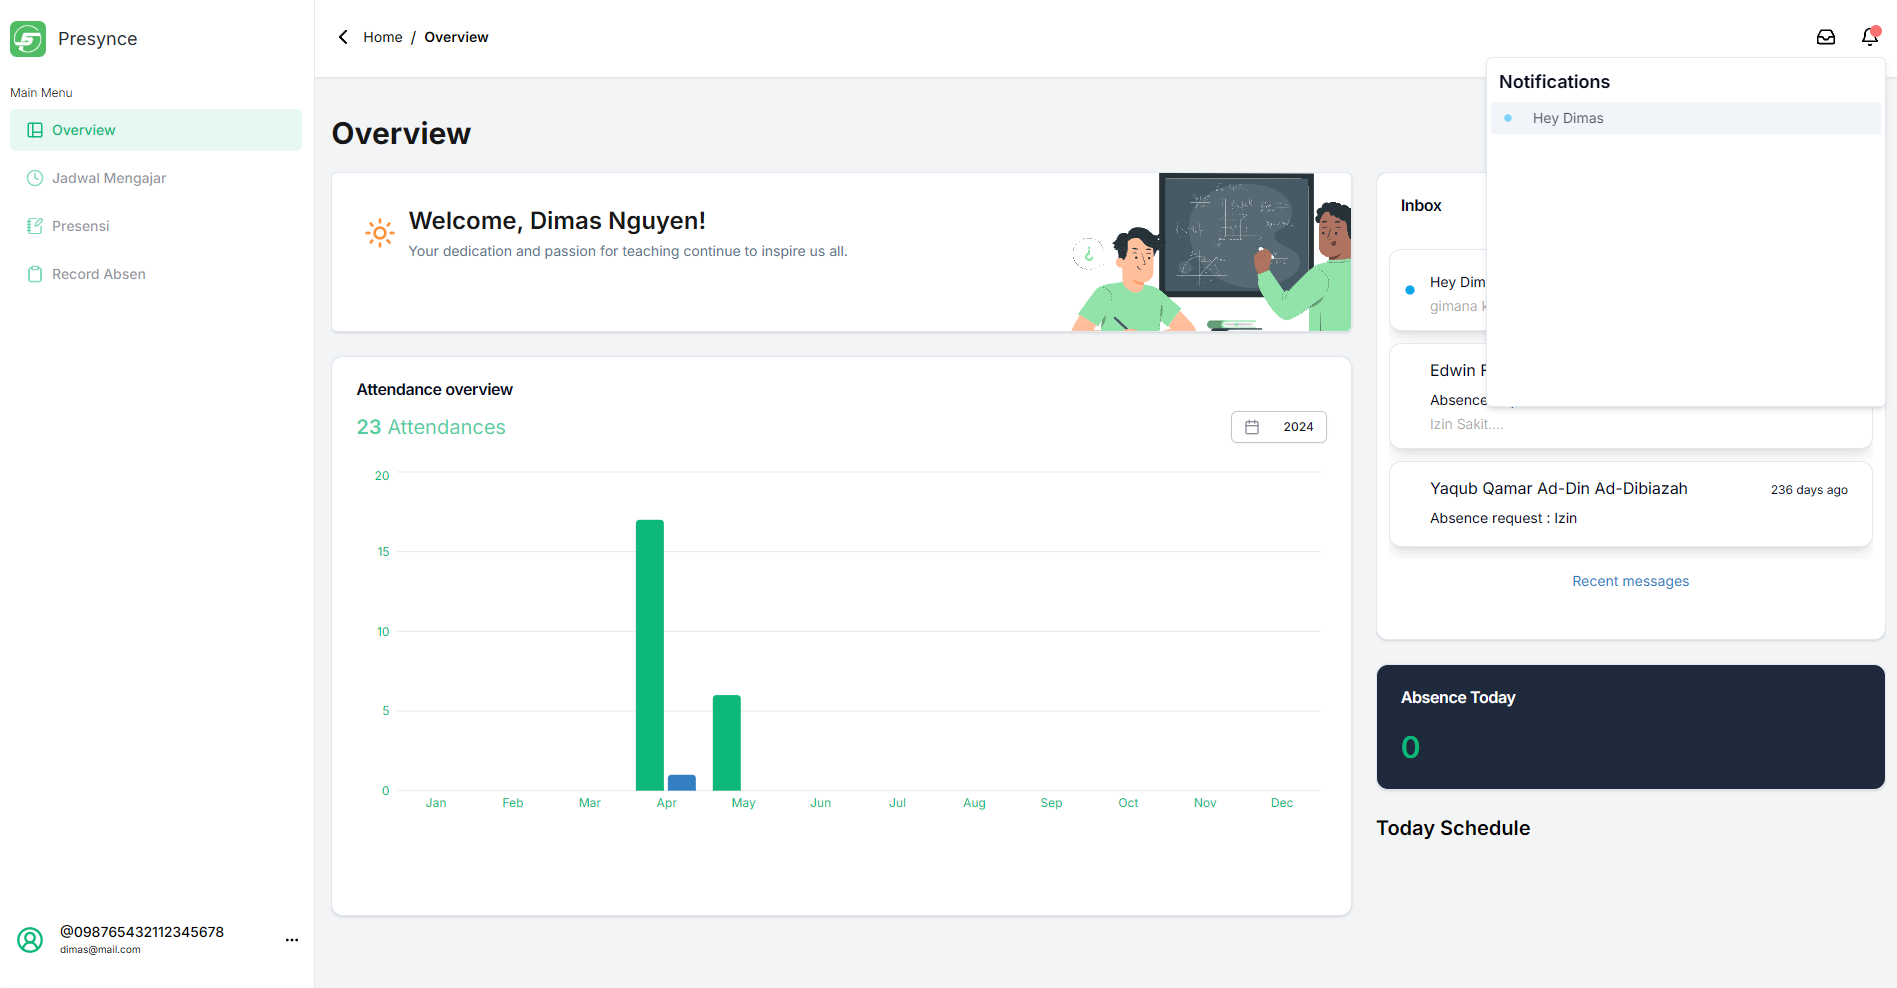 Presynce
Main Menu
Overview
Jadwal Mengajar
Presensi
Record Absen
@098765432112345678
dimas@mail.com
Home / Overview
Notifications
Hey Dimas
Overview
Welcome, Dimas Nguyen!
Your dedication and passion for teaching continue to inspire us all.
Attendance overview
23 Attendances
2024
20
15
10
5
0
Jan Feb Mar Apr May Jun Jul Aug Sep Oct Nov Dec
Inbox
Hey Dim
gimana
Edwin
Absence
Izin Sakit....
Yaqub Qamar Ad-Din Ad-Dibiazah
236 days ago
Absence request : Izin
Recent messages
Absence Today
0
Today Schedule